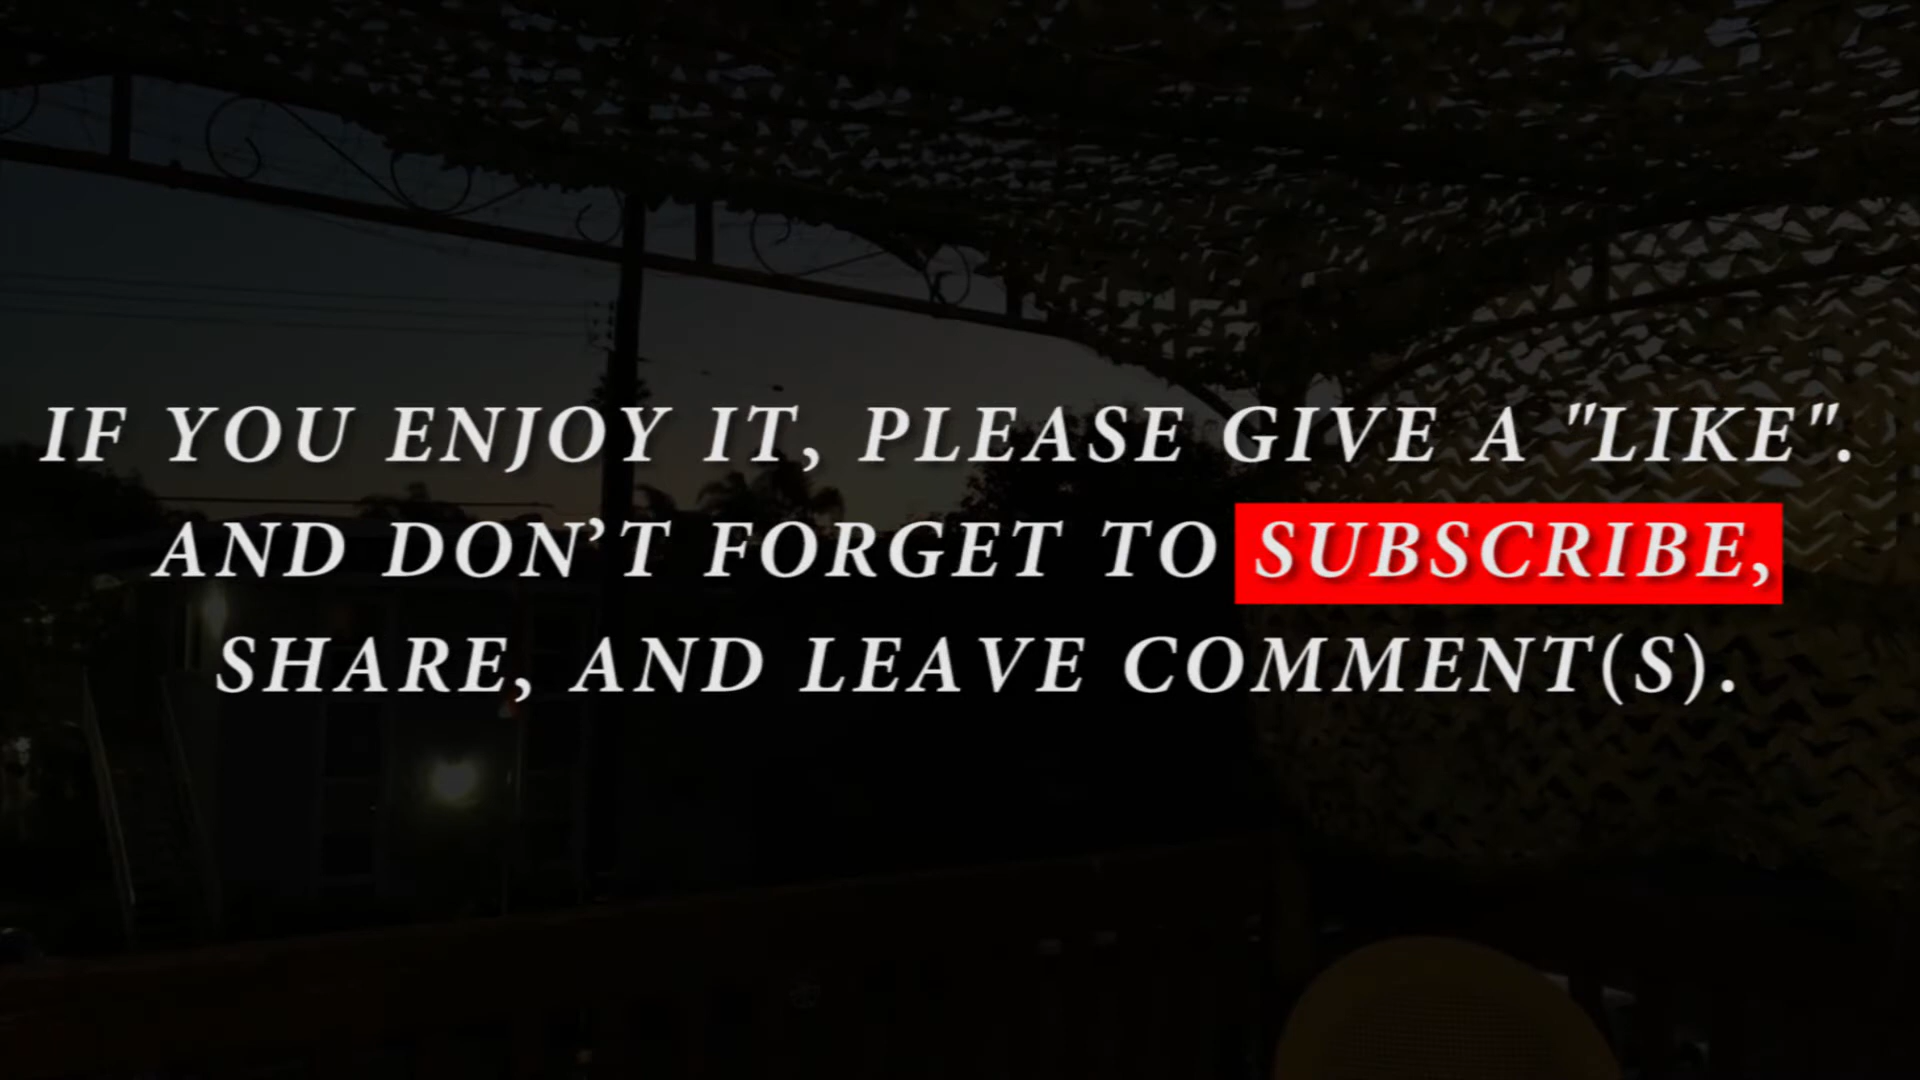 IF YOU ENJOY IT, PLEASE GIVE A "LIKE".
AND DON’T FORGET TO SUBSCRIBE,
SHARE, AND LEAVE COMMENT(S).